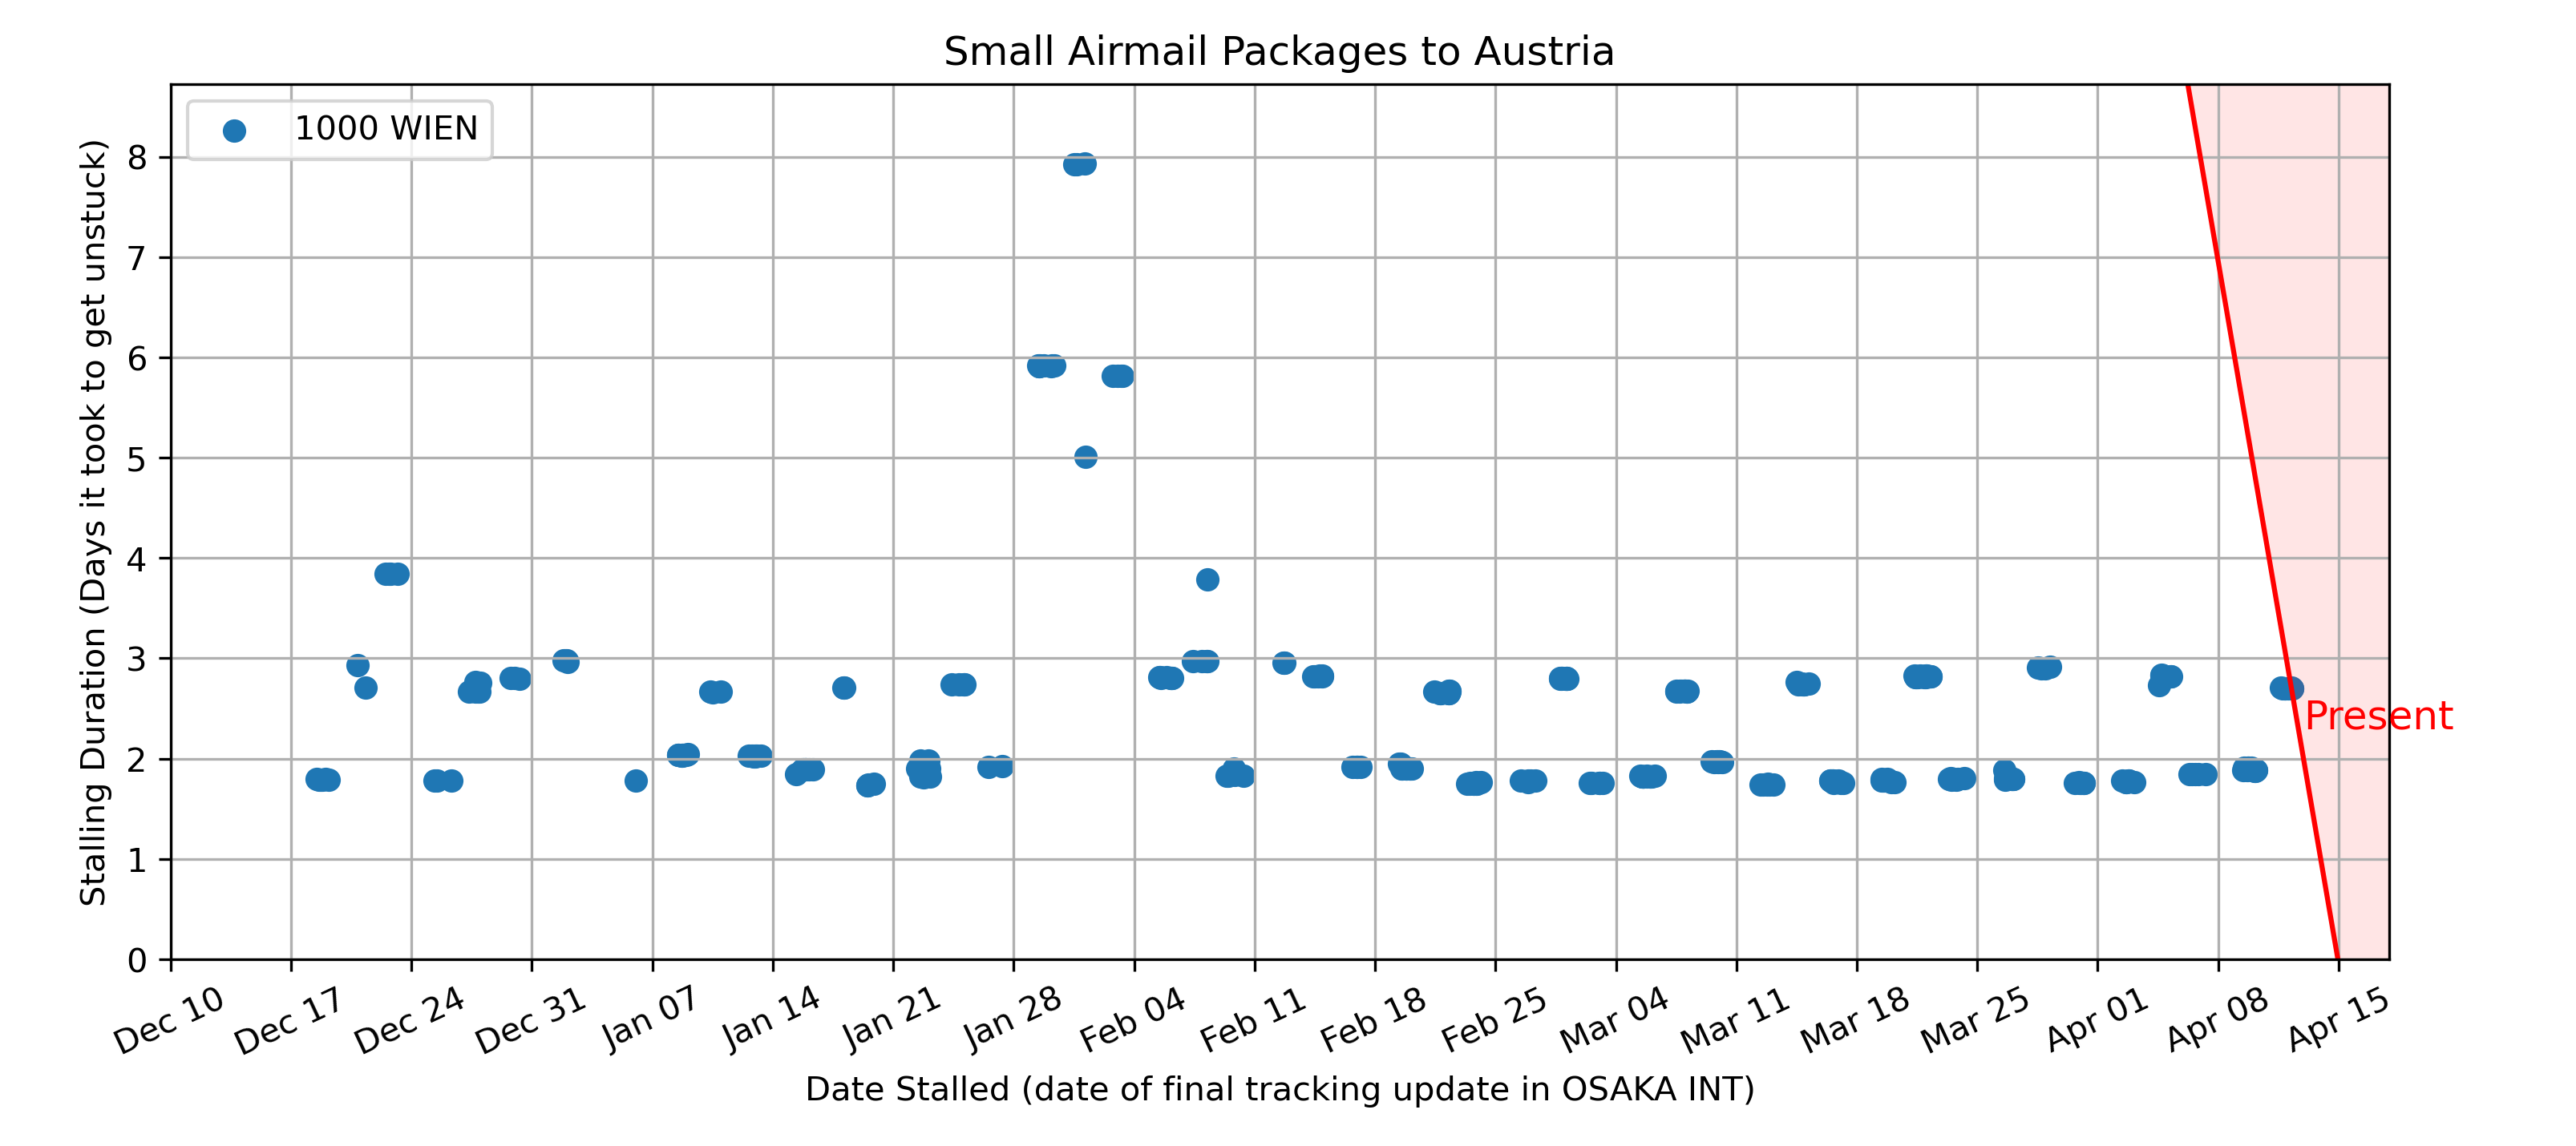 Small Airmail Packages to Austria
1000 WIEN
Stalling Duration (Days it took to get unstuck)
8
7
6
5
4
3
2
1
0
Present
Dec 10
Dec 17
Dec 24
Dec 31
Jan 07
Jan 14
Jan 21
Jan 28
Feb 04
Feb 11
Feb 18
Feb 25
Mar 04
Mar 11
Mar 18
Mar 25
Apr 01
Apr 08
Apr 15
Date Stalled (date of final tracking update in OSAKA INT)